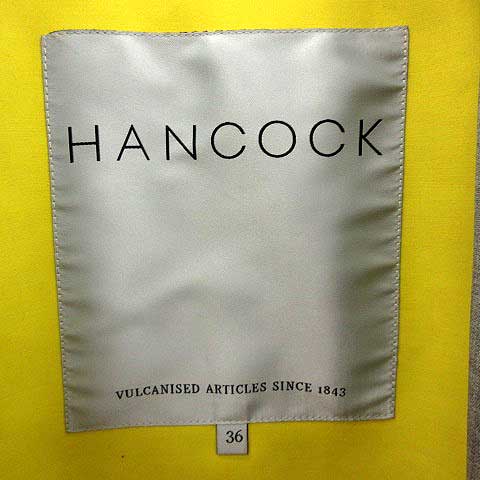 HANCOCK
VULCANISED ARTICLES SINCE 1843
36